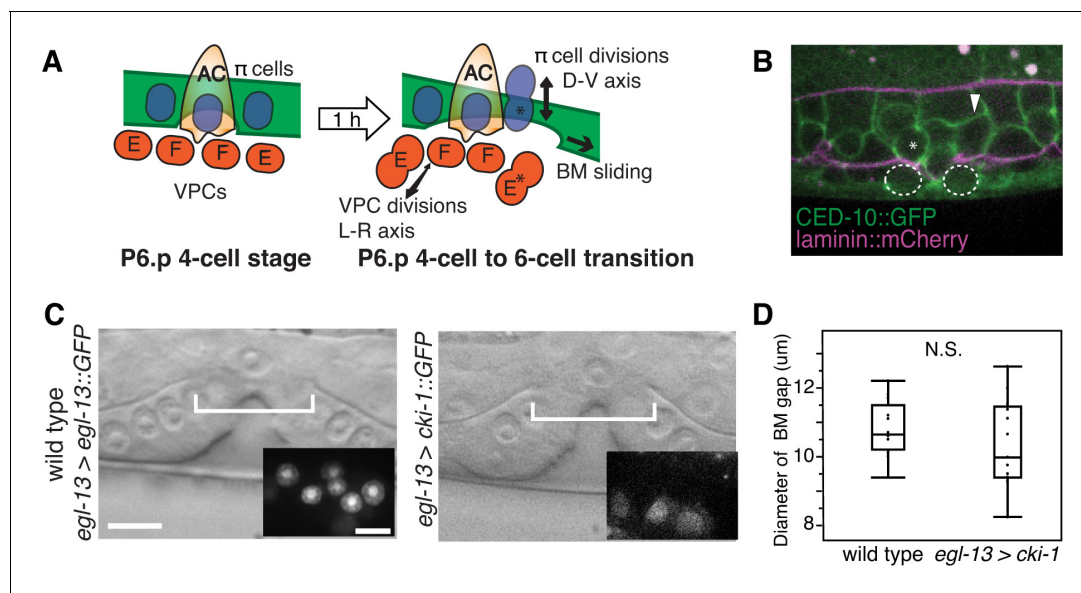 A
AC
π cells
E
F
F
E
VPCs
P6.p 4-cell stage
1 h
AC
π cell divisions
D-V axis
*
E
F
F
E*
BM sliding
VPC divisions
L-R axis
P6.p 4-cell to 6-cell transition
B
*
CED-10::GFP
laminin::mCherry
C
wild type
egl-13 > egl-13::GFP
egl-13 > cki-1::GFP
D
N.S.
Diameter of BM gap (um)
12
10
8
wild type
egl-13 > cki-1